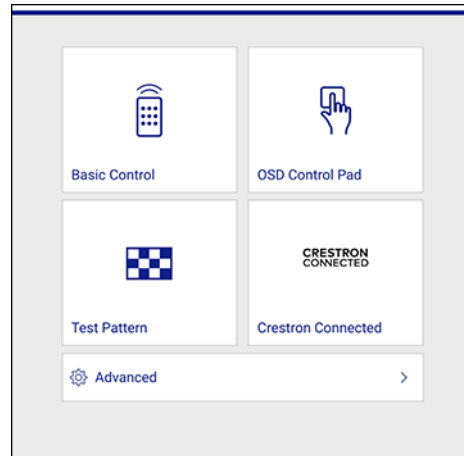 Basic Control
OSD Control Pad
CRESTRON
CONNECTED
Test Pattern
Crestron Connected
Advanced